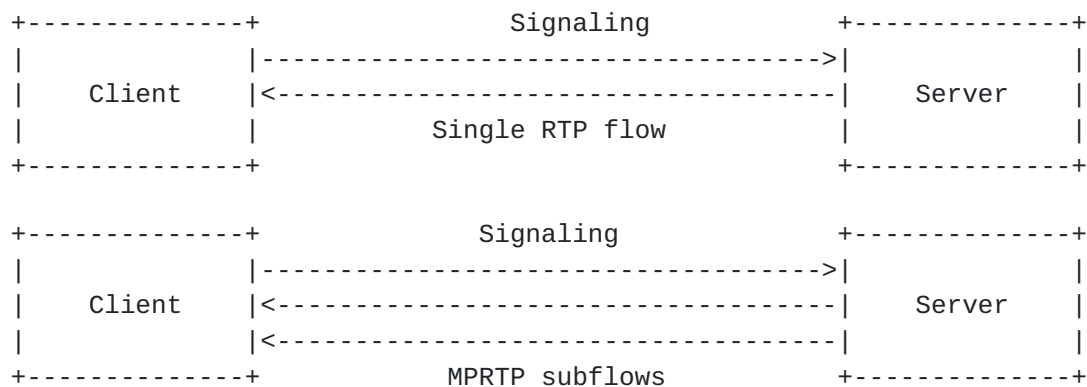 Signaling
Client Server
Single RTP flow
Signaling
Client Server
MPRTP subflows